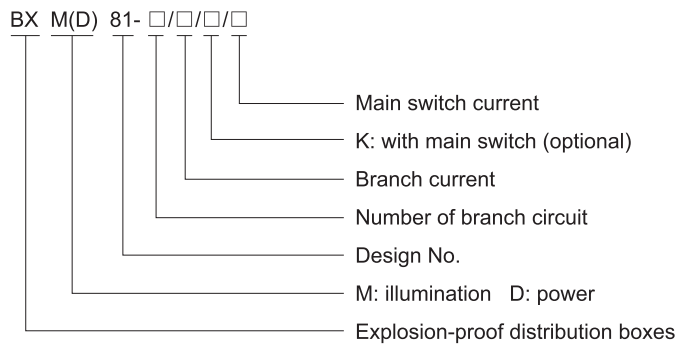 BX M(D) 81- □/□/□/□
Main switch current
K: with main switch (optional)
Branch current
Number of branch circuit
Design No.
M: illumination D: power
Explosion-proof distribution boxes